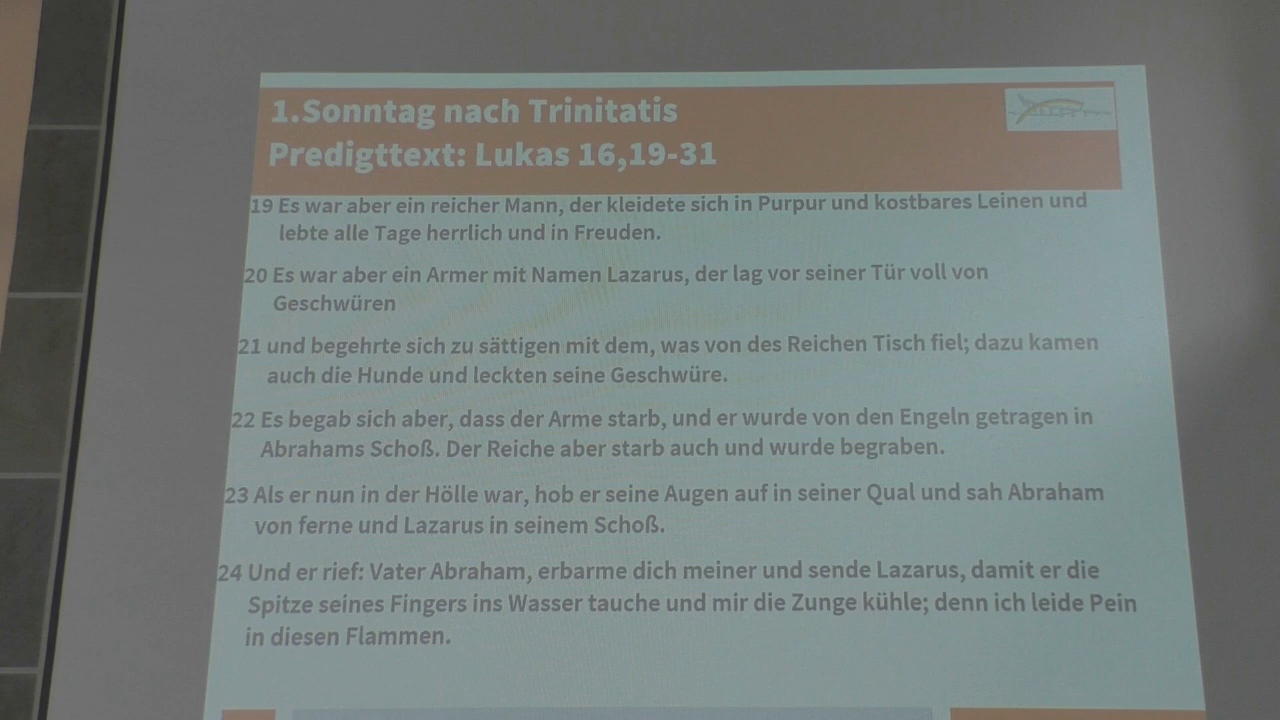 1.Sonntag nach Trinitatis
Predigttext: Lukas 16,19-31
19 Es war aber ein reicher Mann, der kleidete sich in Purpur und kostbares Leinen und
lebte alle Tage herrlich und in Freuden.
20 Es war aber ein Armer mit Namen Lazarus, der lag vor seiner Tür voll von
Geschwüren
21 und begehrte sich zu sättigen mit dem, was von des Reichen Tisch fiel; dazu kamen
auch die Hunde und leckten seine Geschwüre.
22 Es begab sich aber, dass der Arme starb, und er wurde von den Engeln getragen in
Abrahams Schoß. Der Reiche aber starb auch und wurde begraben.
23 Als er nun in der Hölle war, hob er seine Augen auf in seiner Qual und sah Abraham
von ferne und Lazarus in seinem Schoß.
24 Und er rief: Vater Abraham, erbarme dich meiner und sende Lazarus, damit er die
Spitze seines Fingers ins Wasser tauche und mir die Zunge kühle; denn ich leide Pein
in diesen Flammen.